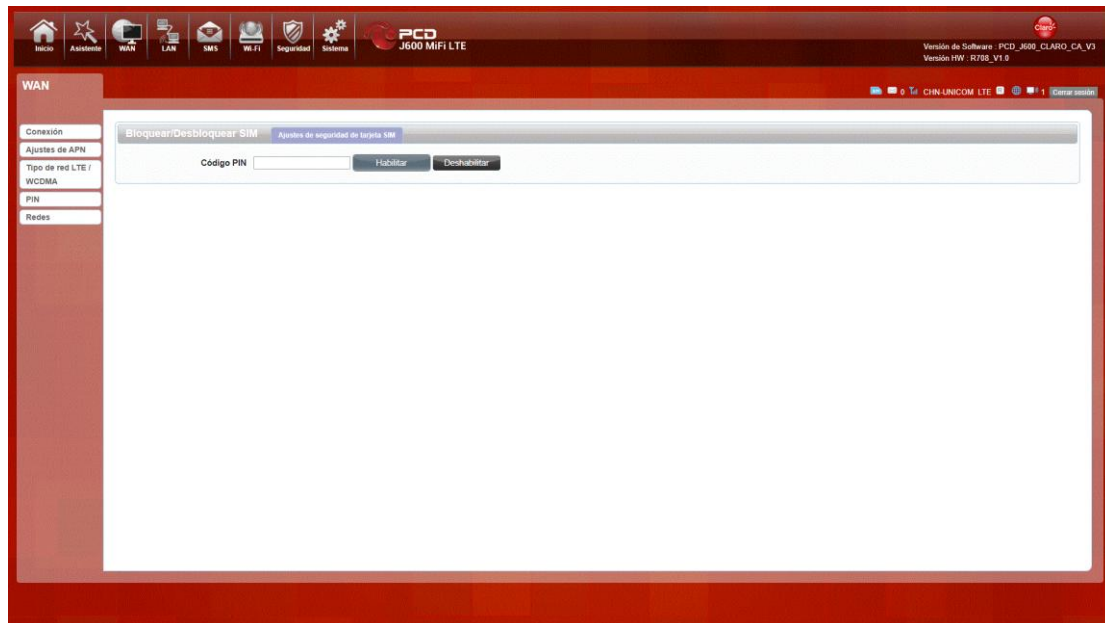 Inicio Asistente WAN LAN SMS Wi.Fi Seguridad Sistema
PCD
J600 MiFi LTE
Claro
Versión de Software : PCD_J600_CLARO_CA_V3
Versión HW : R708_V1.0
WAN
0 CHN-UNICOM LTE 1 Cerrar sesión
Conexión
Ajustes de APN
Tipo de red LTE /
WCDMA
PIN
Redes
Bloquear/Desbloquear SIM Ajustes de seguridad de tarjeta SIM
Código PIN Habilitar Deshabilitar